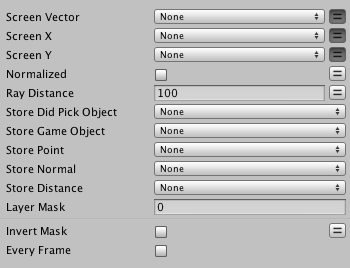 Screen Vector None
Screen X None
Screen Y None
Normalized
Ray Distance 100
Store Did Pick Object None
Store Game Object None
Store Point None
Store Normal None
Store Distance None
Layer Mask 0
Invert Mask
Every Frame